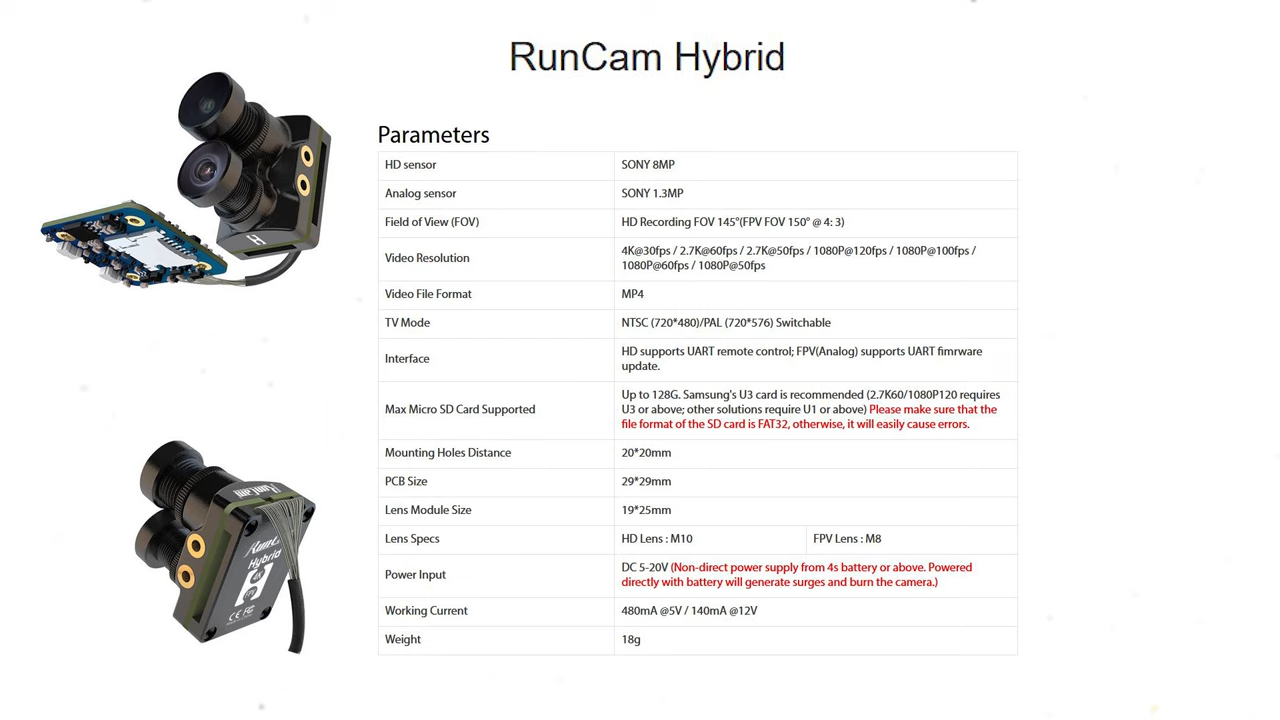 RunCam Hybrid
Parameters
HD sensor
SONY 8MP
Analog sensor
SONY 1.3MP
Field of View (FOV)
HD Recording FOV 145°(FPV FOV 150° @ 4: 3)
Video Resolution
4K@30fps / 2.7K@60fps / 2.7K@50fps / 1080P@120fps / 1080P@100fps /
1080P@60fps / 1080P@50fps
Video File Format
MP4
TV Mode
NTSC (720*480)/PAL (720*576) Switchable
Interface
HD supports UART remote control; FPV(Analog) supports UART fimrware
update.
Max Micro SD Card Supported
Up to 128G. Samsung's U3 card is recommended (2.7K60/1080P120 requires
U3 or above; other solutions require U1 or above) Please make sure that the
file format of the SD card is FAT32, otherwise, it will easily cause errors.
Mounting Holes Distance
20*20mm
PCB Size
29*29mm
Lens Module Size
19*25mm
Lens Specs
HD Lens : M10
FPV Lens : M8
Power Input
DC 5-20V (Non-direct power supply from 4s battery or above. Powered
directly with battery will generate surges and burn the camera.)
Working Current
480mA @5V / 140mA @12V
Weight
18g
RunCam
Hybrid
4K
CE FC